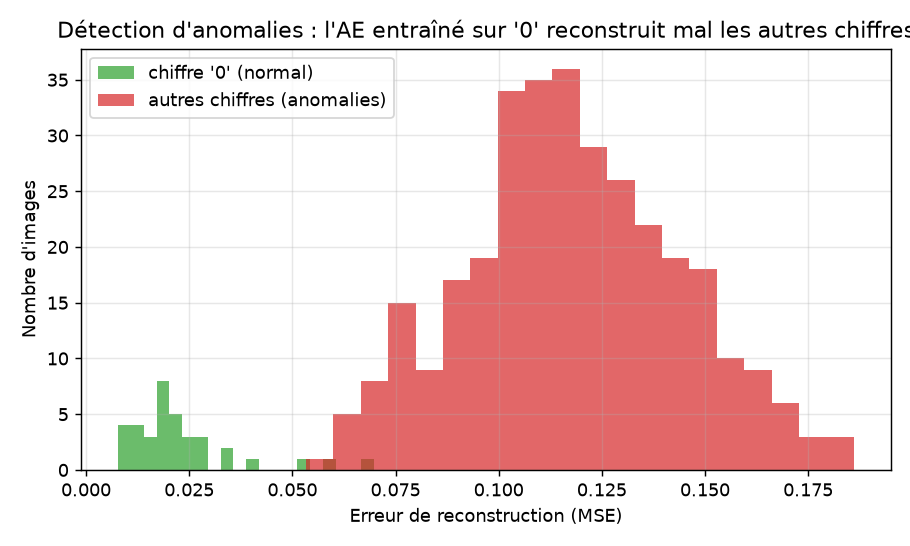 Détection d'anomalies : l'AE entraîné sur '0' reconstruit mal les autres chiffres
chiffre '0' (normal)
autres chiffres (anomalies)
Nombre d'images
35
30
25
20
15
10
5
0
0.000 0.025 0.050 0.075 0.100 0.125 0.150 0.175
Erreur de reconstruction (MSE)